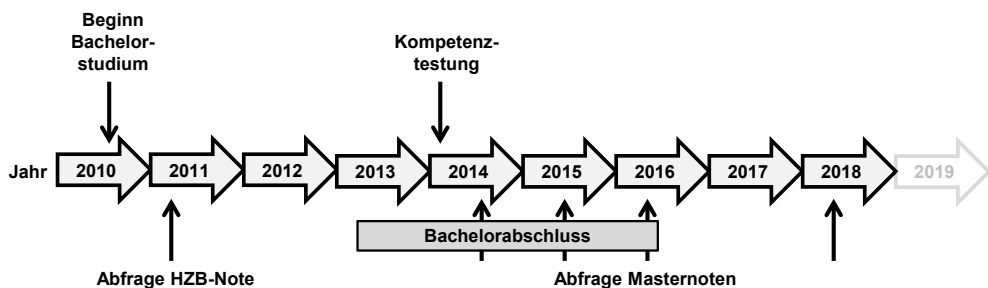 Beginn
Bachelor-
studium
Kompetenz-
testung
Jahr 2010 2011 2012 2013 2014 2015 2016 2017 2018 2019
Bachelorabschluss
Abfrage HZB-Note Abfrage Masternoten